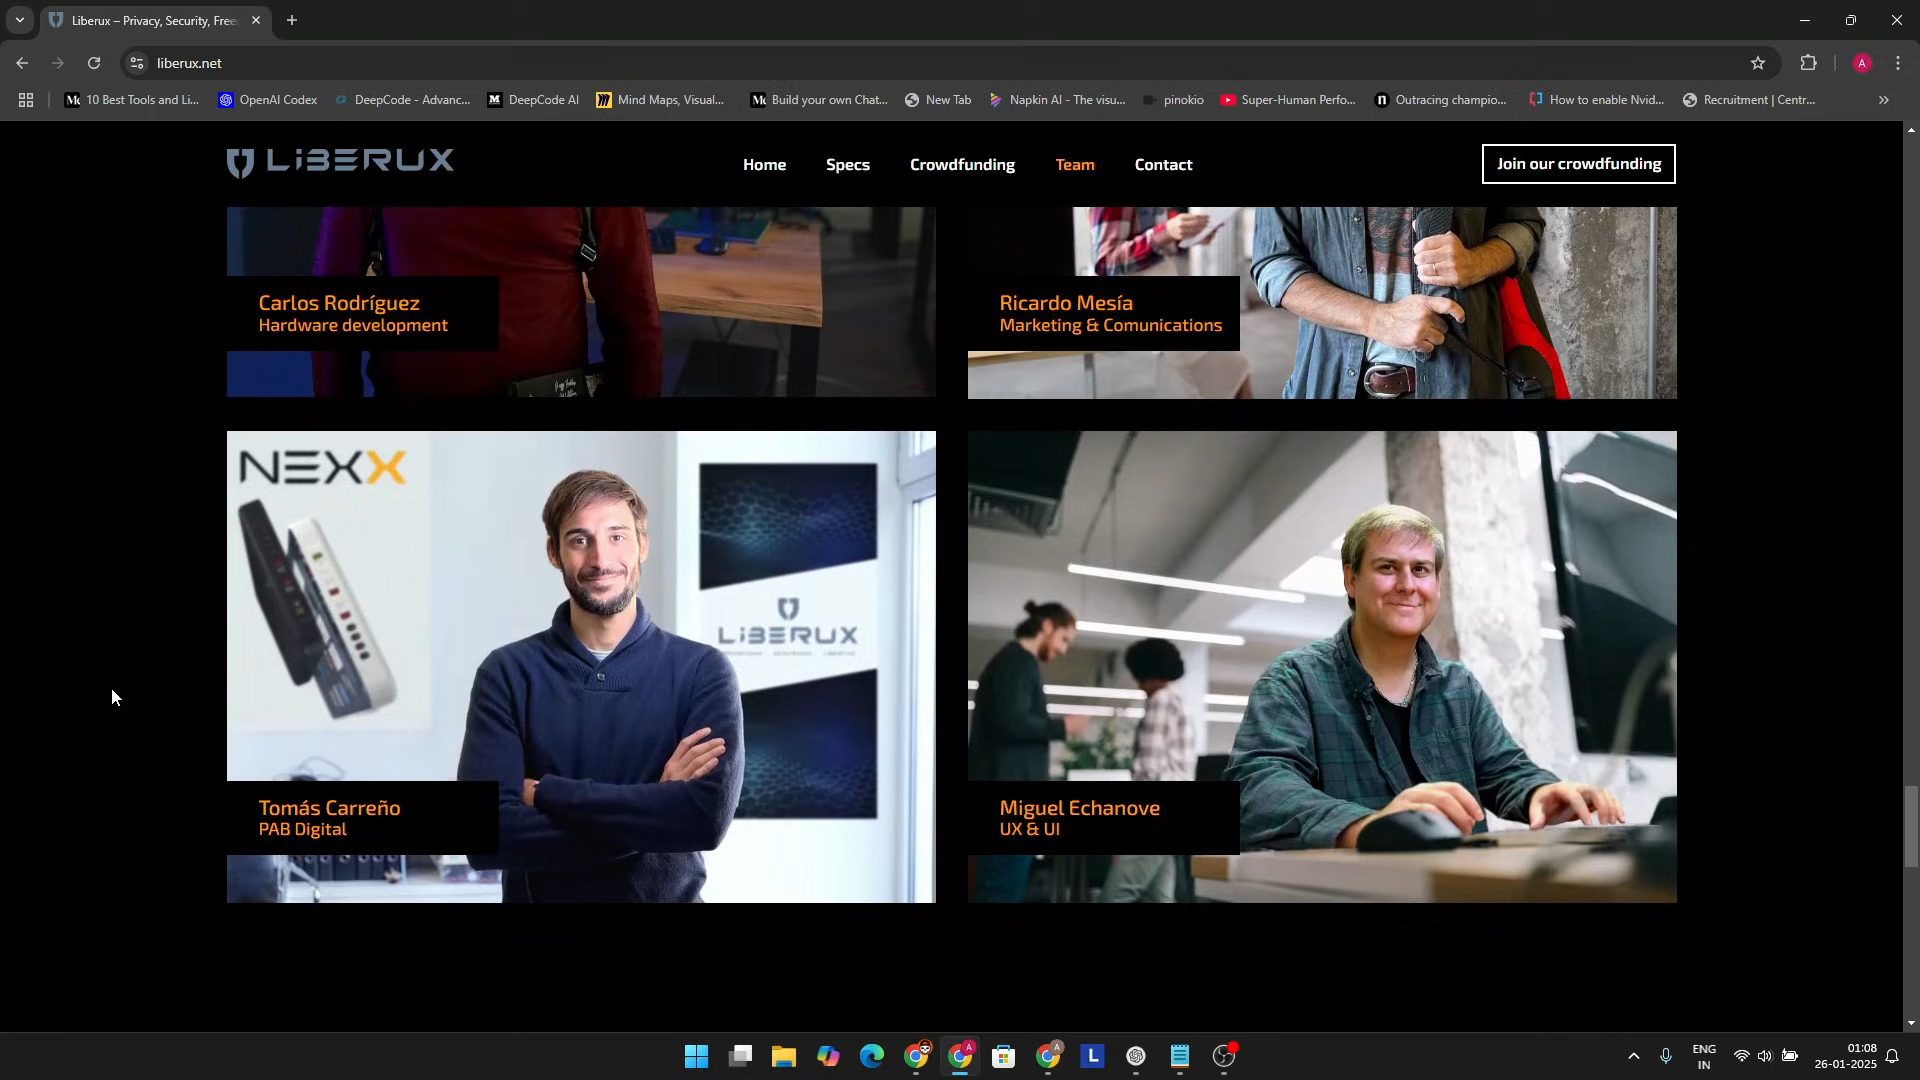 Liberux – Privacy, Security, Free
liberux.net
10 Best Tools and Li...
OpenAI Codex
DeepCode - Advanc...
DeepCode AI
Mind Maps, Visual...
Build your own Chat...
New Tab
Napkin AI - The visu...
pinokio
Super-Human Perfo...
Outracing champio...
How to enable Nvid...
Recruitment | Centr...
LIBERUX
Home
Specs
Crowdfunding
Team
Contact
Join our crowdfunding
Carlos Rodríguez
Hardware development
Ricardo Mesía
Marketing & Comunications
NEXX
LIBERUX
Tomás Carreño
PAB Digital
Miguel Echanove
UX & UI
ENG
IN
01:08
26-01-2025